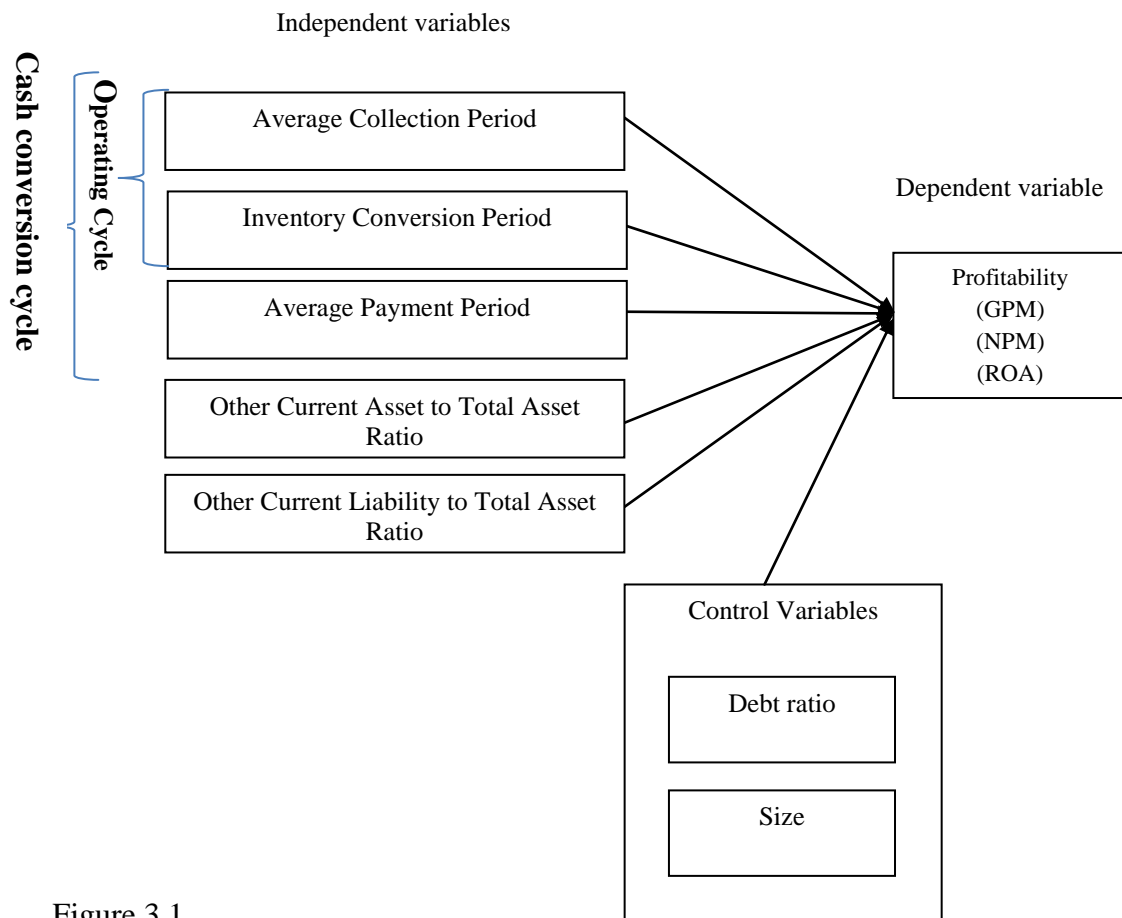 Independent variables
Cash conversion cycle
Operating Cycle
Average Collection Period
Inventory Conversion Period
Average Payment Period
Other Current Asset to Total Asset
Ratio
Other Current Liability to Total Asset
Ratio
Dependent variable
Profitability
(GPM)
(NPM)
(ROA)
Control Variables
Debt ratio
Size
Figure 3.1